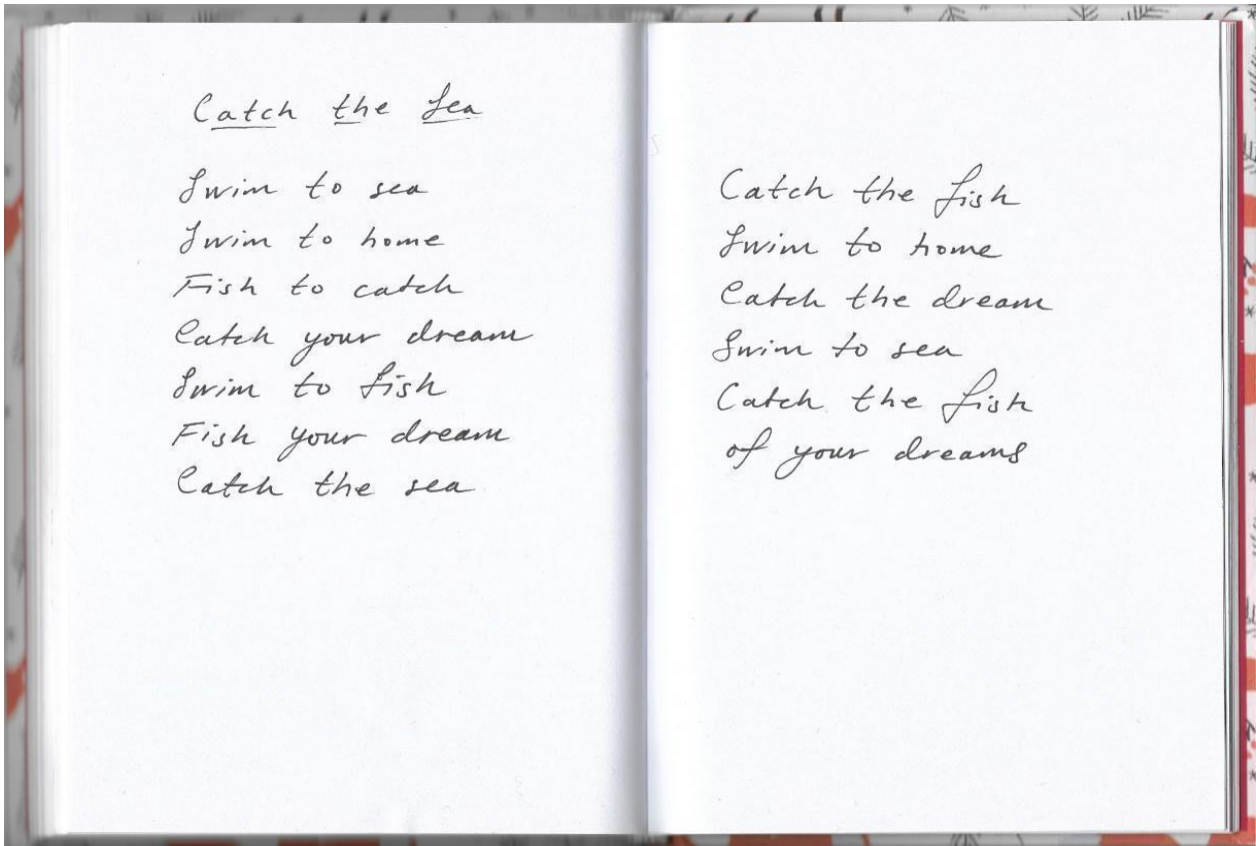 Catch the Sea
Swim to sea
Swim to home
Fish to catch
Catch your dream
Swim to fish
Fish your dream
Catch the sea
Catch the fish
Swim to home
Catch the dream
Swim to sea
Catch the fish
of your dreams